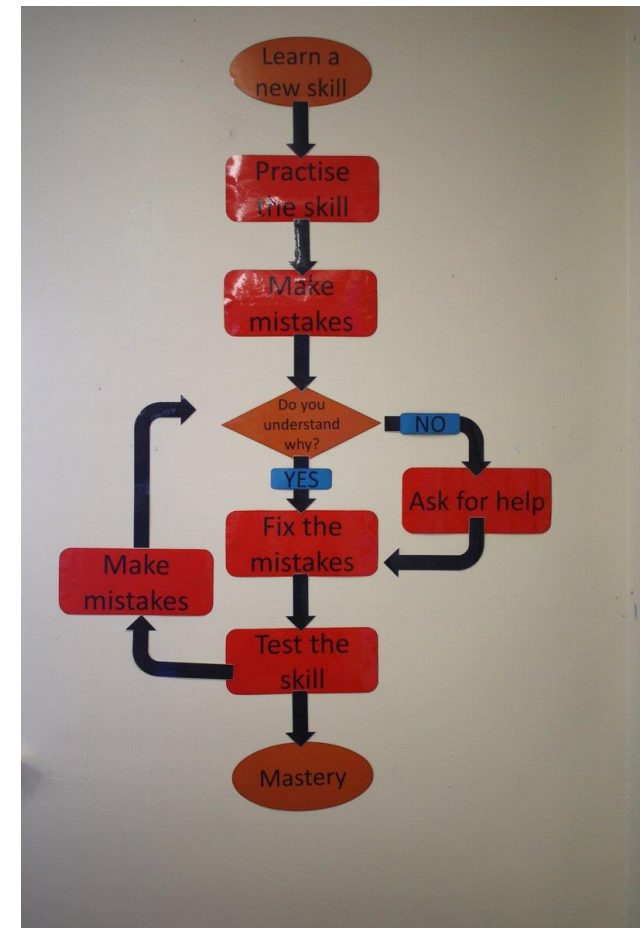 Learn a
new skill
Practise
the skill
Make
mistakes
Do you
understand
why?
NO
YES
Ask for help
Fix the
mistakes
Make
mistakes
Test the
skill
Mastery